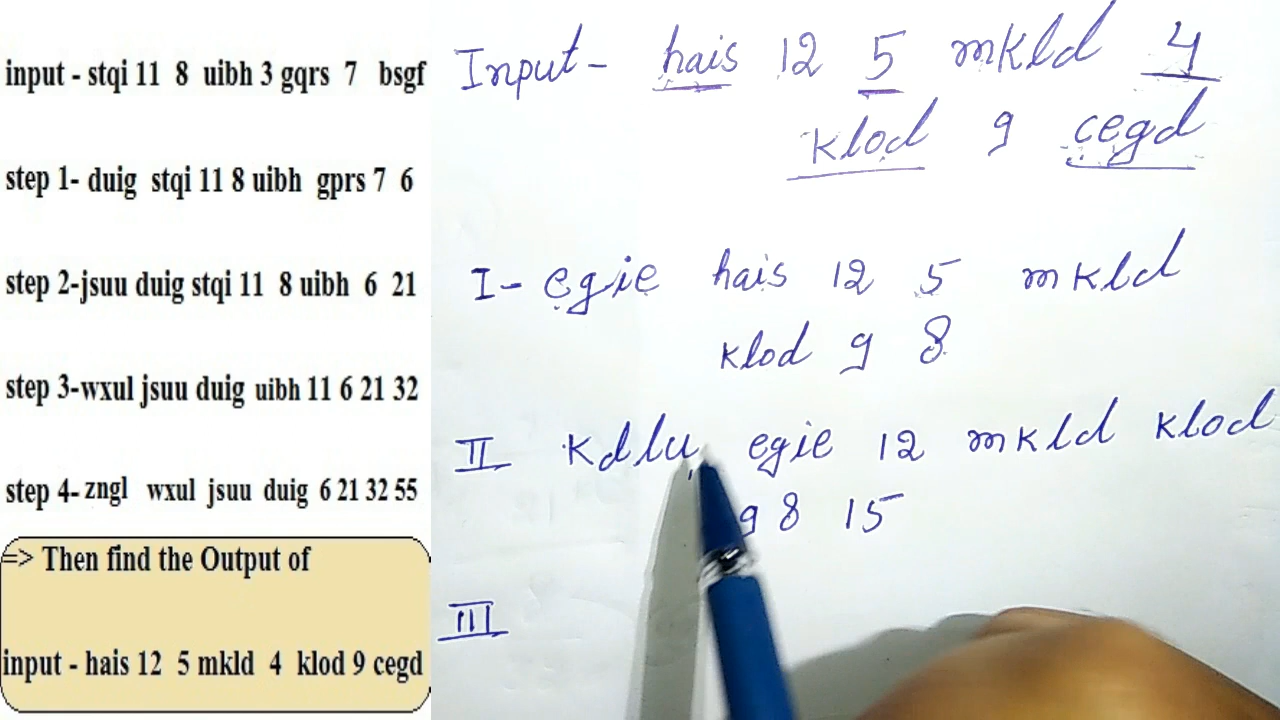 input - stqi 11 8 uibh 3 gqrs 7 bsgf
step 1- duig stqi 11 8 uibh gprs 7 6
step 2-jsuu duig stqi 11 8 uibh 6 21
step 3-wxul jsuu duig uibh 11 6 21 32
step 4- zngl wxul jsuu duig 6 21 32 55
=> Then find the Output of
input - hais 12 5 mkld 4 klod 9 cegd
Input- hais 12 5 mkld 4
klod 9 cegd
I- egie hais 12 5 mkld
klod 9 8
II kdlu egie 12 mkld klod
9 8 15
III